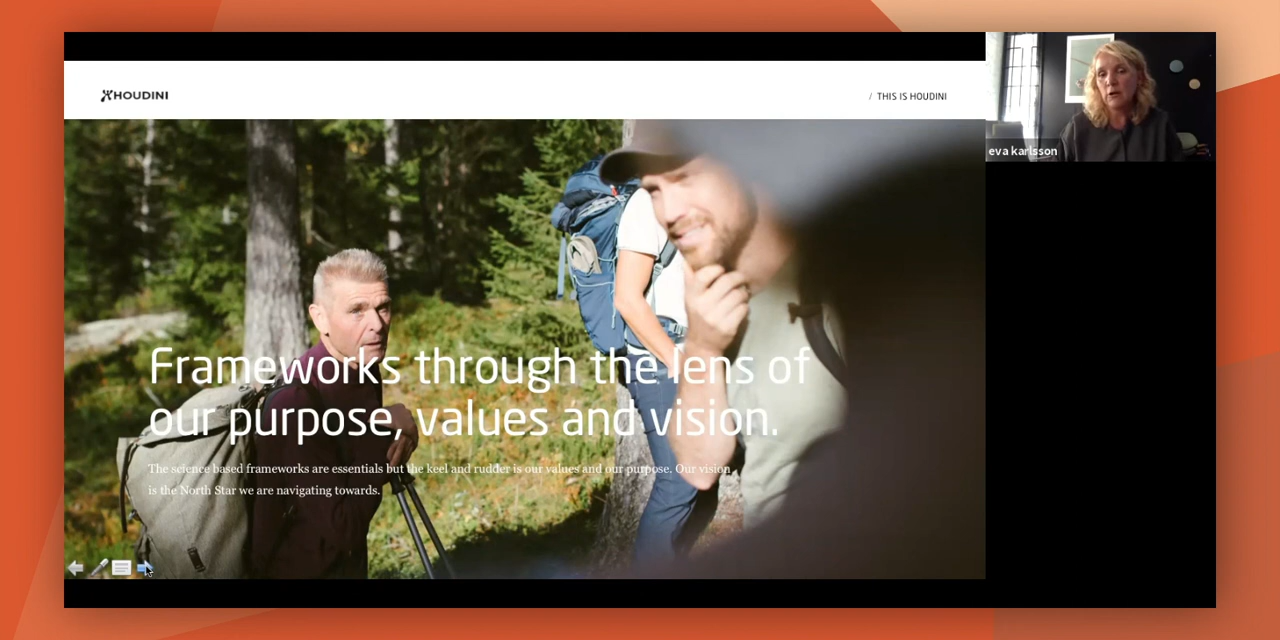 HOUDINI
/ THIS IS HOUDINI
eva karlsson
Frameworks through the lens of
our purpose, values and vision.
The science based frameworks are essentials but the keel and rudder is our values and our purpose. Our vision
is the North Star we are navigating towards.